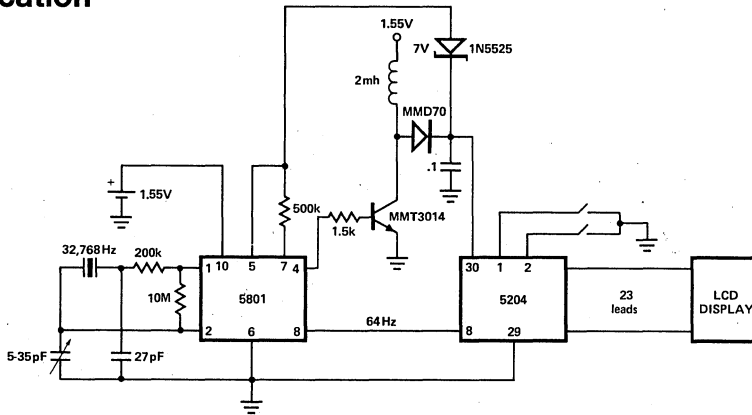 cation
1.55V
7V 1N5525
2mh
MMD70
.1
+
1.55V
500k
1.5k
MMT3014
32,768Hz
200k
10M
1 10 5 7 4
5801
2 6 8
64Hz
30 1 2
5204
8 29
23
leads
LCD
DISPLAY
5-35pF
27pF